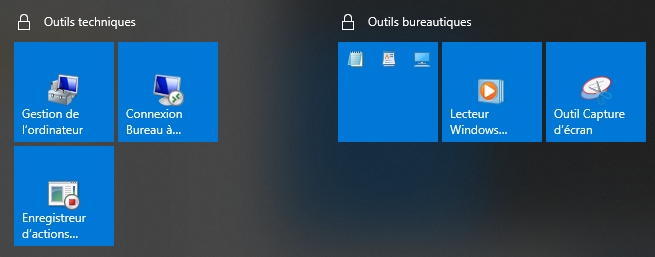 Outils techniques
Gestion de
l'ordinateur
Connexion
Bureau à...
Enregistreur
d'actions...
Outils bureautiques
Lecteur
Windows...
Outil Capture
d'écran